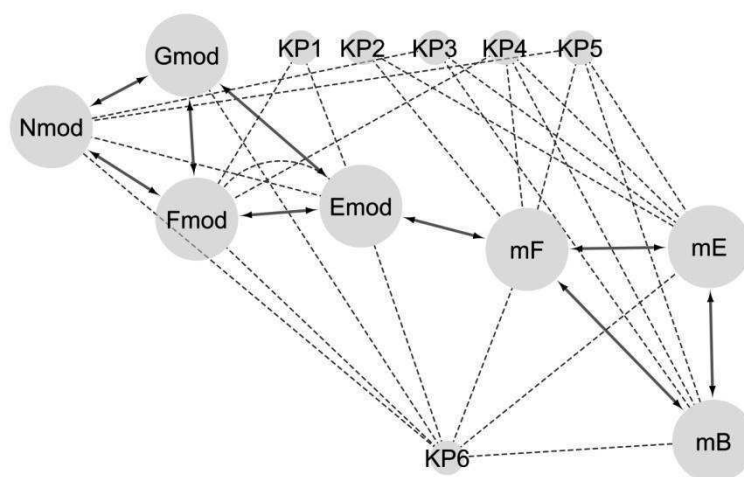 Gmod
KP1
KP2
KP3
KP4
KP5
Nmod
Fmod
Emod
mF
mE
mB
KP6